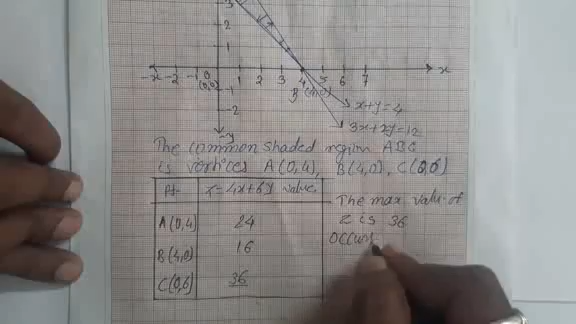 3
2
1
-x -2 -1 0 1 2 3 4 5 6 7 x
(0,0)
-1 B (4,0)
-2
x+y=4
3x+2y=12
-y
The common shaded region ABC
is vortices A(0,4), B(4,0), C(0,6)
Pt. z=4x+6y value
A(0,4) 24
B(4,0) 16
C(0,6) 36
The max value of
z is 36
occurs